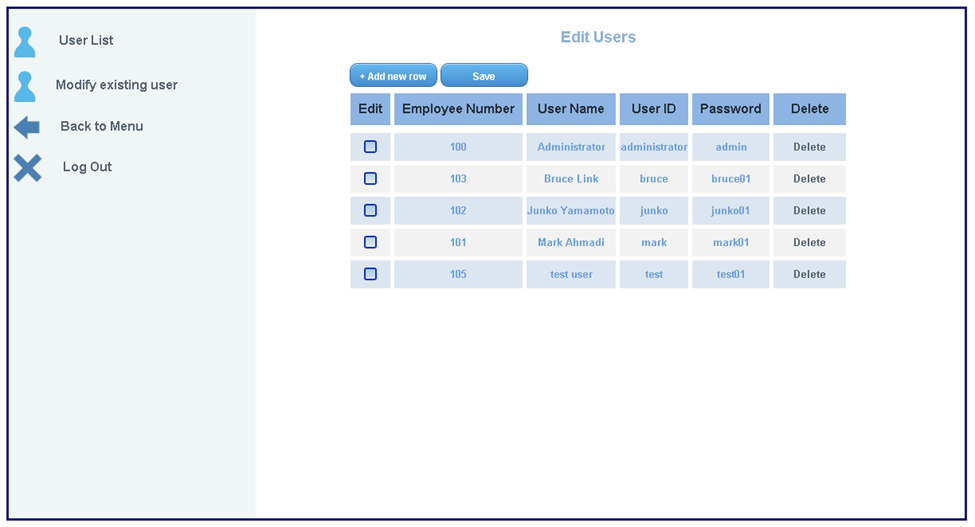 User List
Modify existing user
Back to Menu
Log Out
Edit Users
+ Add new row Save
Edit Employee Number User Name User ID Password Delete
100 Administrator administrator admin Delete
103 Bruce Link bruce bruce01 Delete
102 Junko Yamamoto junko junko01 Delete
101 Mark Ahmadi mark mark01 Delete
105 test user test test01 Delete